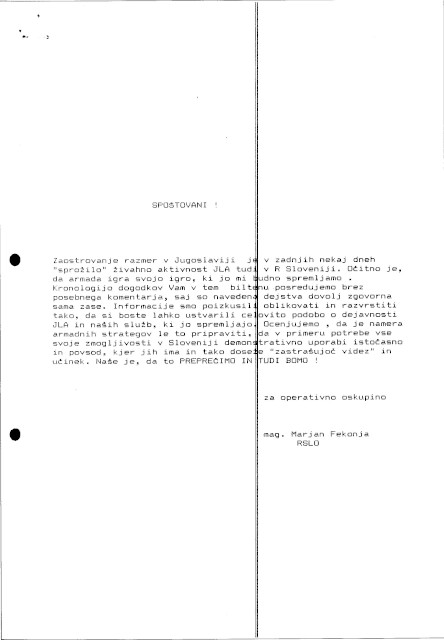 SPOŠTOVANI !
Zaostrovanje razmer v Jugoslaviji je v zadnjih nekaj dneh
"sprožilo" živahno aktivnost JLA tudi v R Sloveniji. Očitno je,
da armada igra svojo igro, ki jo mi budno spremljamo .
Kronologijo dogodkov Vam v tem biltenu posredujemo brez
posebnega komentarja, saj so navedena dejstva dovolj zgovorna
sama zase. Informacije smo poizkusili oblikovati in razvrstiti
tako, da si boste lahko ustvarili celovito podobo o dejavnosti
JLA in naših služb, ki jo spremljajo. Ocenjujemo , da je namera
armadnih strategov le to pripraviti, da v primeru potrebe vse
svoje zmogljivosti v Sloveniji demonstrativno uporabi istočasno
in povsod, kjer jih ima in tako doseže "zastrašujoč videz" in
učinek. Naše je, da to PREPREČIMO IN TUDI BOMO !
za operativno oskupino
mag. Marjan Fekonja
RSLO